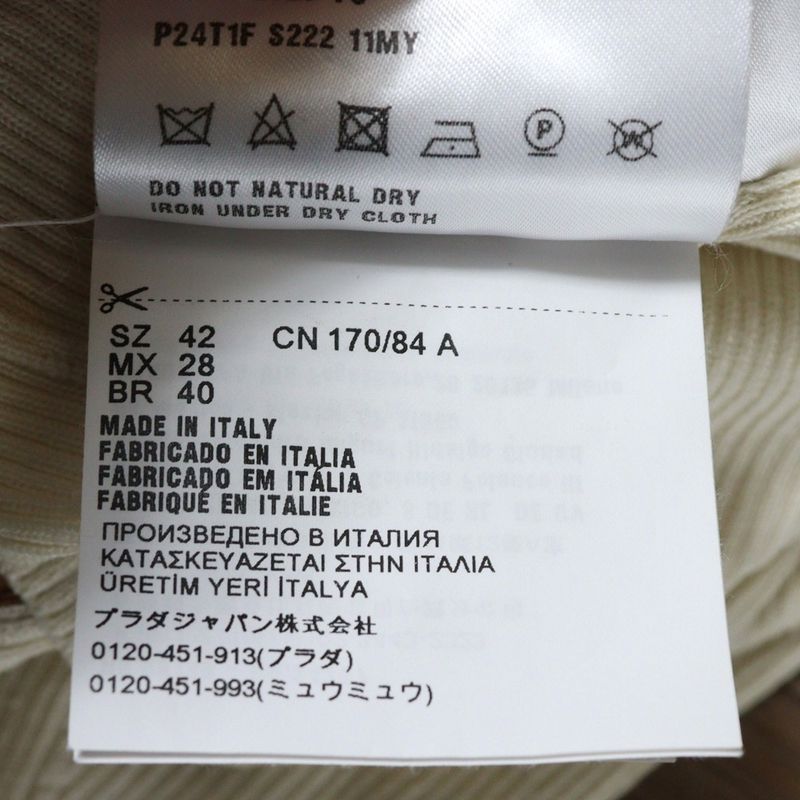 P24T1F S222 11MY
P
W
DO NOT NATURAL DRY
IRON UNDER DRY CLOTH
SZ 42 CN 170/84 A
MX 28
BR 40
MADE IN ITALY
FABRICADO EN ITALIA
FABRICADO EM ITÁLIA
FABRIQUÉ EN ITALIE
ПРОИЗВЕДЕНО В ИТАЛИЯ
ΚΑΤΑΣΚΕΥΑΖΕΤΑΙ ΣΤΗΝ ΙΤΑΛΙΑ
ÜRETİM YERİ İTALYA
プラダジャパン株式会社
0120-451-913(プラダ)
0120-451-993(ミュウミュウ)